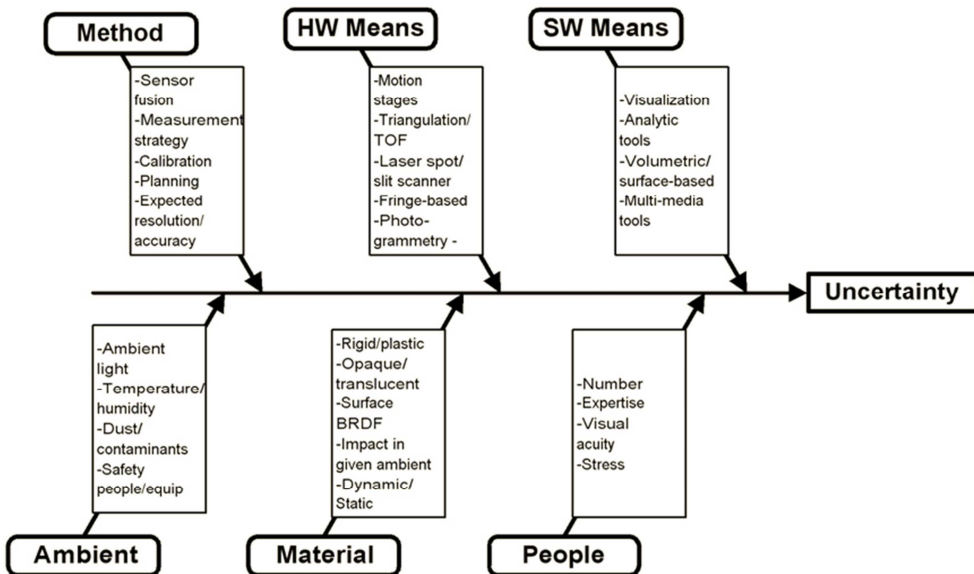 Method
HW Means
SW Means
-Sensor
fusion
-Measurement
strategy
-Calibration
-Planning
-Expected
resolution/
accuracy
-Motion
stages
-Triangulation/
TOF
-Laser spot/
slit scanner
-Fringe-based
-Photo-
grammetry -
-Visualization
-Analytic
tools
-Volumetric/
surface-based
-Multi-media
tools
Uncertainty
-Ambient
light
-Temperature/
humidity
-Dust/
contaminants
-Safety
people/equip
-Rigid/plastic
-Opaque/
translucent
-Surface
BRDF
-Impact in
given ambient
-Dynamic/
Static
-Number
-Expertise
-Visual
acuity
-Stress
Ambient
Material
People